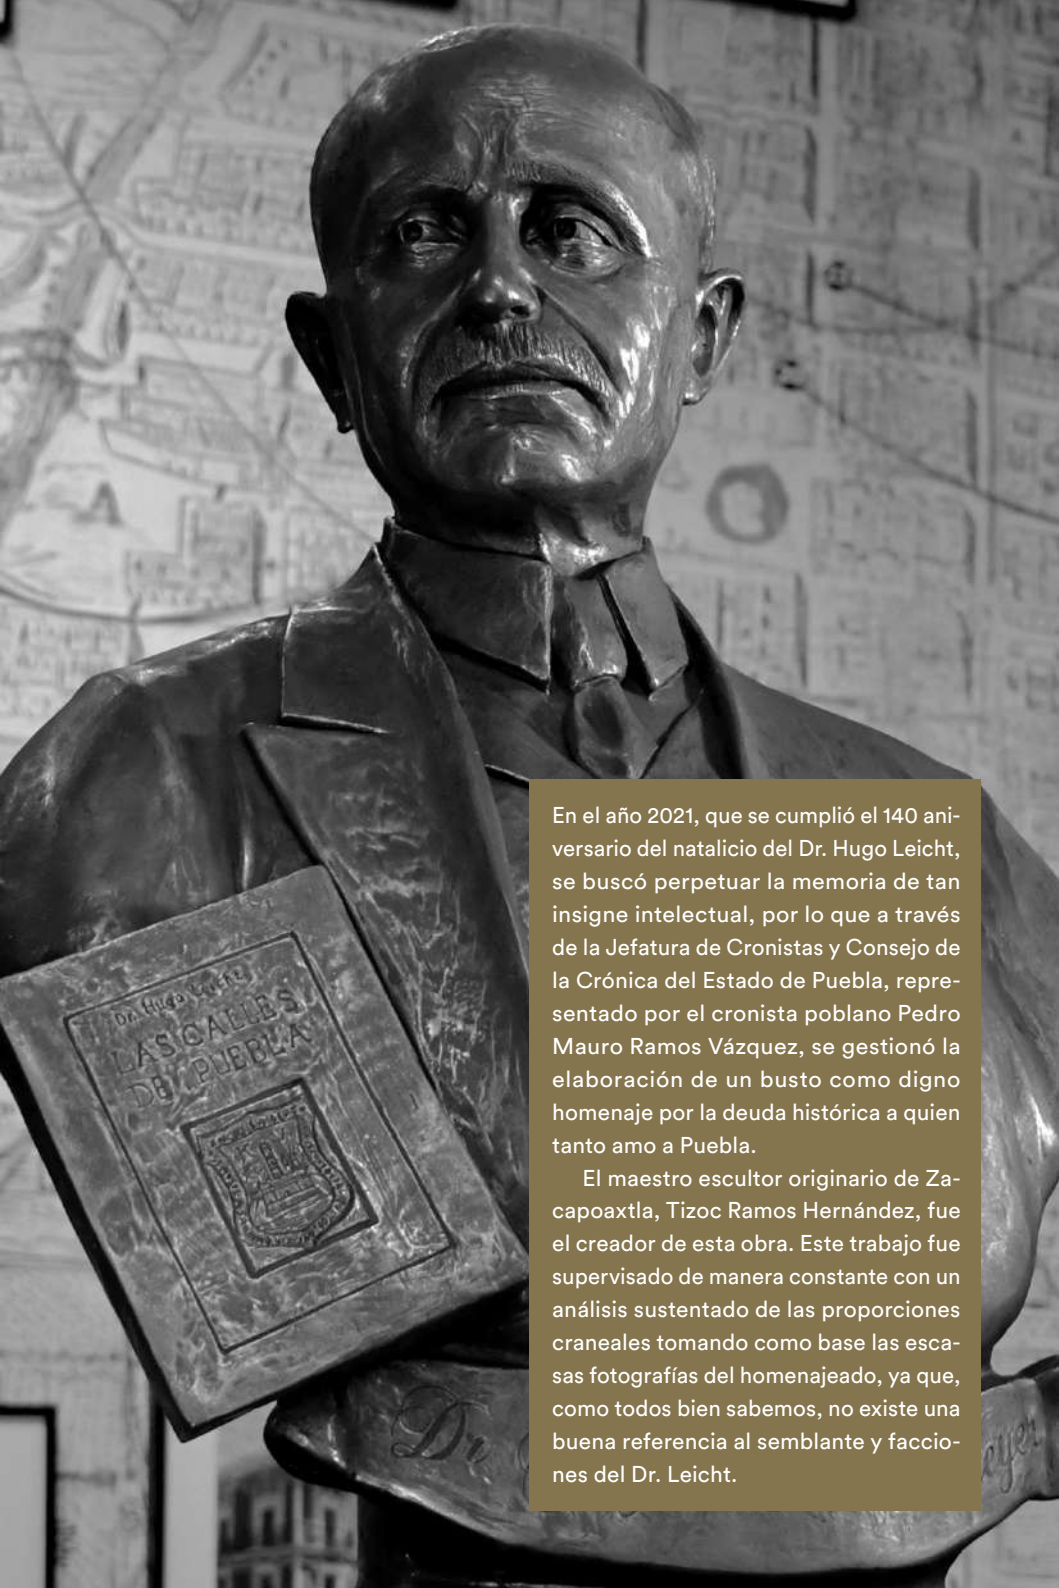 Dr. Hugo Leicht
LAS CALLES
DE PUEBLA
En el año 2021, que se cumplió el 140 ani-
versario del natalicio del Dr. Hugo Leicht,
se buscó perpetuar la memoria de tan
insigne intelectual, por lo que a través
de la Jefatura de Cronistas y Consejo de
la Crónica del Estado de Puebla, repre-
sentado por el cronista poblano Pedro
Mauro Ramos Vázquez, se gestionó la
elaboración de un busto como digno
homenaje por la deuda histórica a quien
tanto amo a Puebla.
El maestro escultor originario de Za-
capoaxtla, Tizoc Ramos Hernández, fue
el creador de esta obra. Este trabajo fue
supervisado de manera constante con un
análisis sustentado de las proporciones
craneales tomando como base las esca-
sas fotografías del homenajeado, ya que,
como todos bien sabemos, no existe una
buena referencia al semblante y faccio-
nes del Dr. Leicht.
Dr